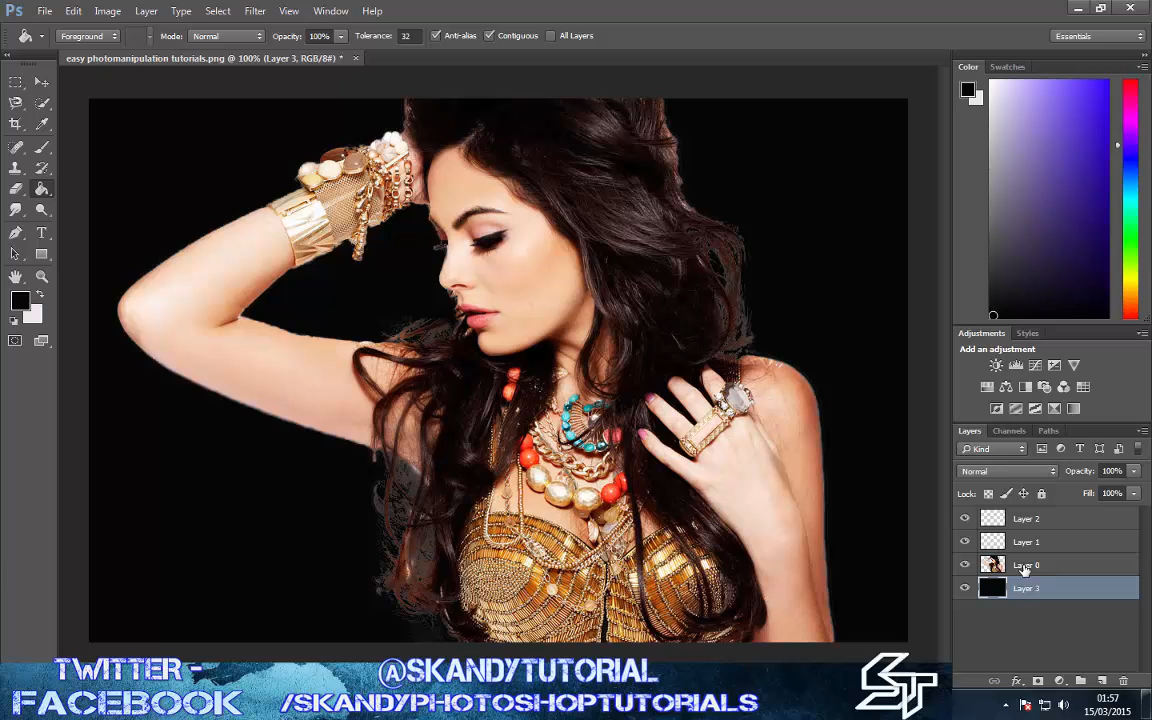 Ps File Edit Image Layer Type Select Filter View Window Help
Foreground Mode: Normal Opacity: 100% Tolerance: 32 Anti-alias Contiguous All Layers Essentials
easy photomanipulation tutorials.png @ 100% (Layer 3, RGB/8#) *
Color Swatches
Adjustments Styles
Add an adjustment
Layers Channels Paths
Kind
Normal Opacity: 100%
Lock: Fill: 100%
Layer 2
Layer 1
Layer 0
Layer 3
TWITTER - @SKANDYTUTORIAL
FACEBOOK /SKANDYPHOTOSHOPTUTORIALS
ST
01:57
15/03/2015